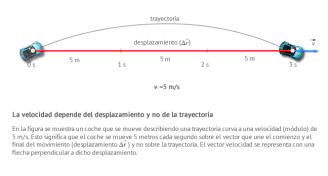 trayectoria
desplazamiento (Δr⃗)
v⃗
0 s
5 m
1 s
5 m
2 s
5 m
3 s
v =5 m/s
La velocidad depende del desplazamiento y no de la trayectoria
En la figura se muestra un coche que se mueve describiendo una trayectoria curva a una velocidad (módulo) de
5 m/s. Esto significa que el coche se mueve 5 metros cada segundo sobre el vector que une el comienzo y el
final del movimiento (desplazamiento Δr⃗ ) y no sobre la trayectoria. El vector velocidad se representa con una
flecha perpendicular a dicho desplazamiento.